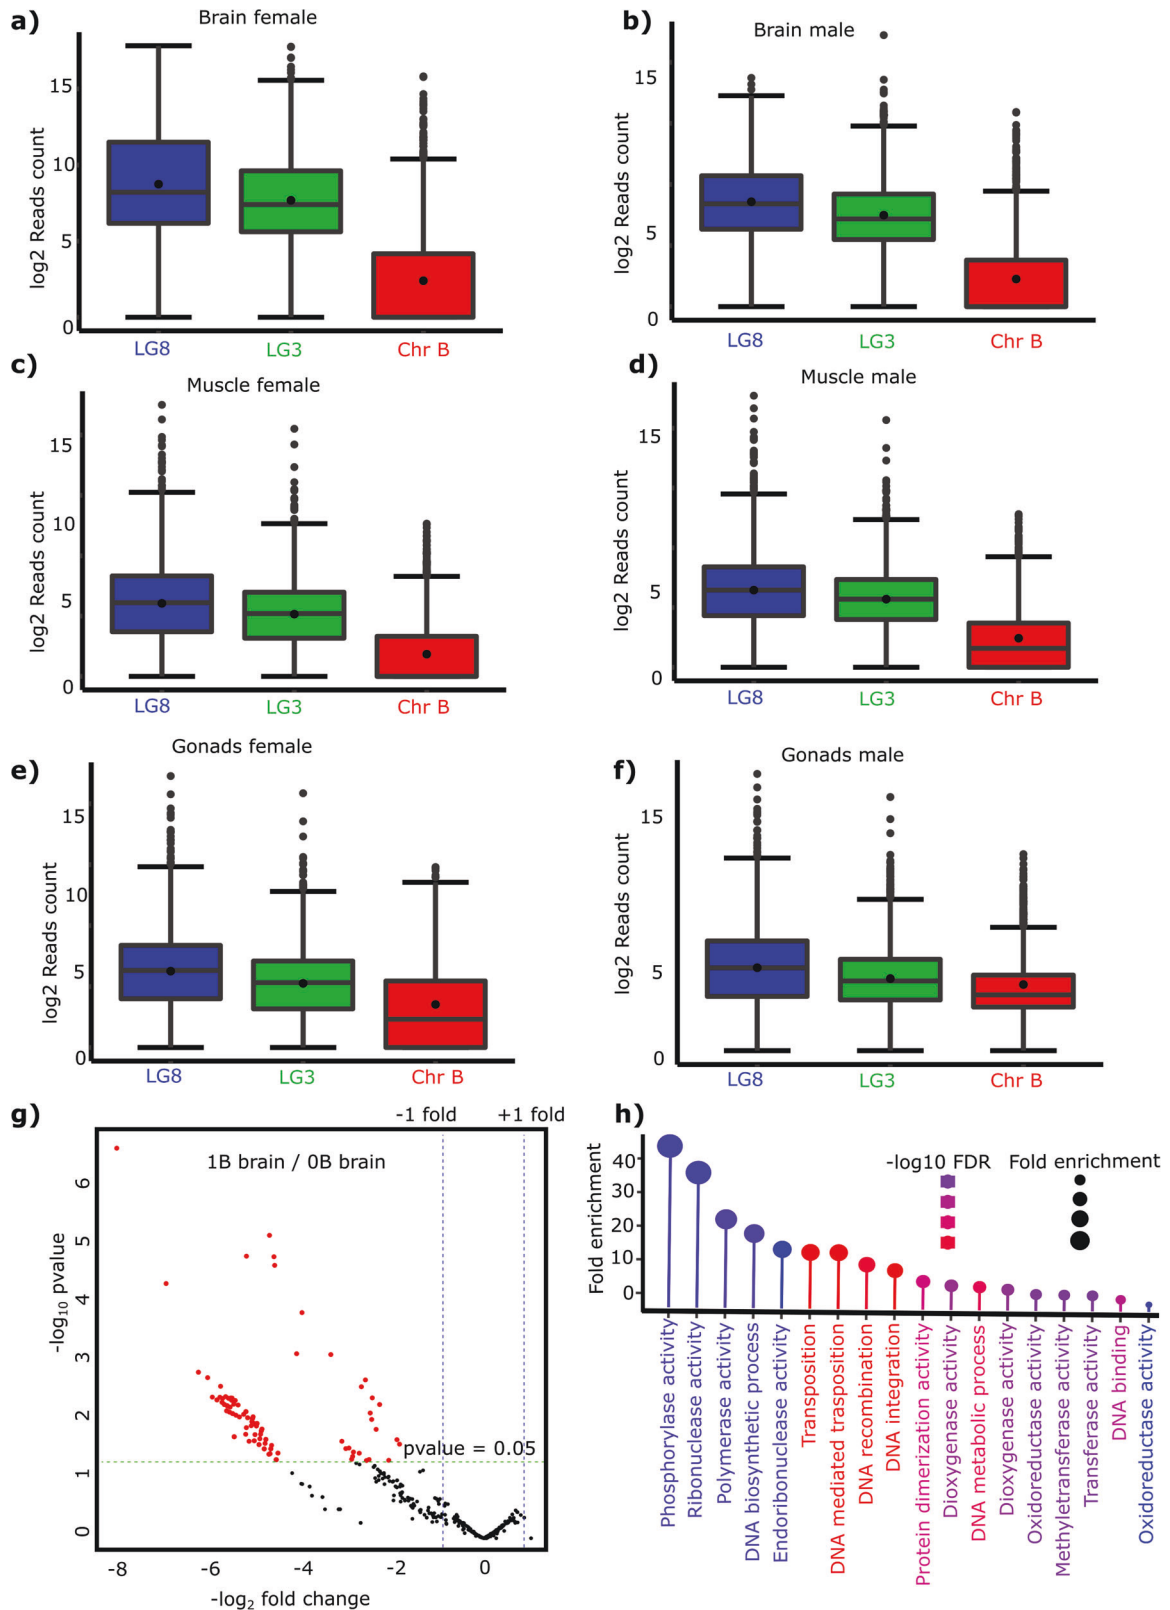 a)
Brain female
log2 Reads count
15
10
5
0
LG8
LG3
Chr B
b)
Brain male
log2 Reads count
15
5
0
LG8
LG3
Chr B
c)
Muscle female
log2 Reads count
15
10
5
0
LG8
LG3
Chr B
d)
Muscle male
log2 Reads count
15
5
0
LG8
LG3
Chr B
e)
Gonads female
log2 Reads count
15
10
5
0
LG8
LG3
Chr B
f)
Gonads male
log2 Reads count
15
5
0
LG8
LG3
Chr B
g)
-1 fold
+1 fold
1B brain / 0B brain
-log10 pvalue
6
5
4
3
2
1
0
pvalue = 0.05
-8
-6
-4
-2
0
-log2 fold change
h)
Fold enrichment
40
30
20
10
0
-log10 FDR
Fold enrichment
Phosphorylase activity
Ribonuclease activity
Polymerase activity
DNA biosynthetic process
Endoribonuclease activity
Transposition
DNA mediated trasposition
DNA recombination
DNA integration
Protein dimerization activity
Dioxygenase activity
DNA metabolic process
Dioxygenase activity
Oxidoreductase activity
Methyletransferase activity
Transferase activity
DNA binding
Oxidoreductase activity